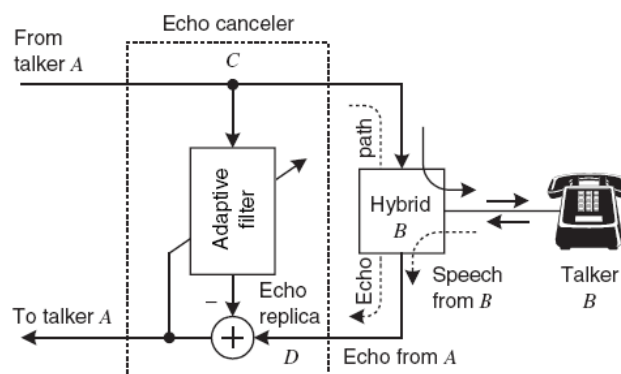 Echo canceler
From
talker A
C
Adaptive
filter
path
Echo
Hybrid
B
Speech
from B
Talker
B
−
Echo
replica
+
D
To talker A
Echo from A